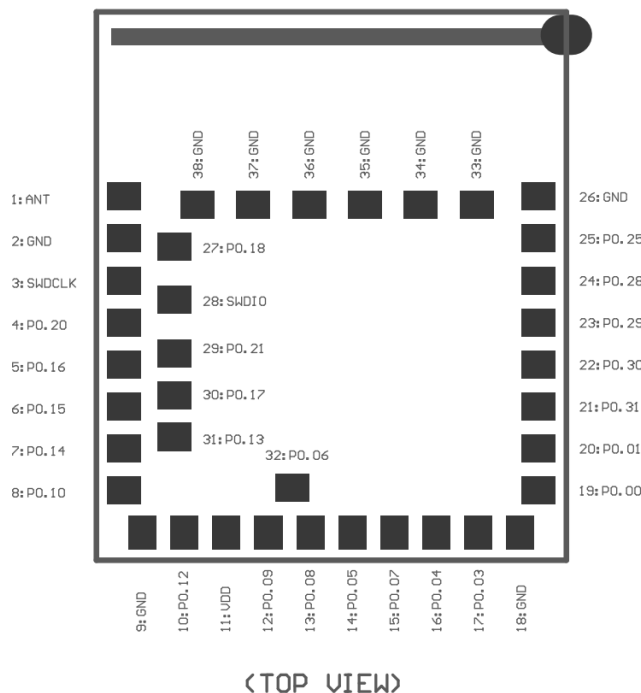 38:GND
37:GND
36:GND
35:GND
34:GND
33:GND
1:ANT
2:GND
3:SWDCLK
4:P0.20
5:P0.16
6:P0.15
7:P0.14
8:P0.10
27:P0.18
28:SWDIO
29:P0.21
30:P0.17
31:P0.13
32:P0.06
26:GND
25:P0.25
24:P0.28
23:P0.29
22:P0.30
21:P0.31
20:P0.01
19:P0.00
9:GND
10:P0.12
11:VDD
12:P0.09
13:P0.08
14:P0.05
15:P0.07
16:P0.04
17:P0.03
18:GND
(TOP VIEW)